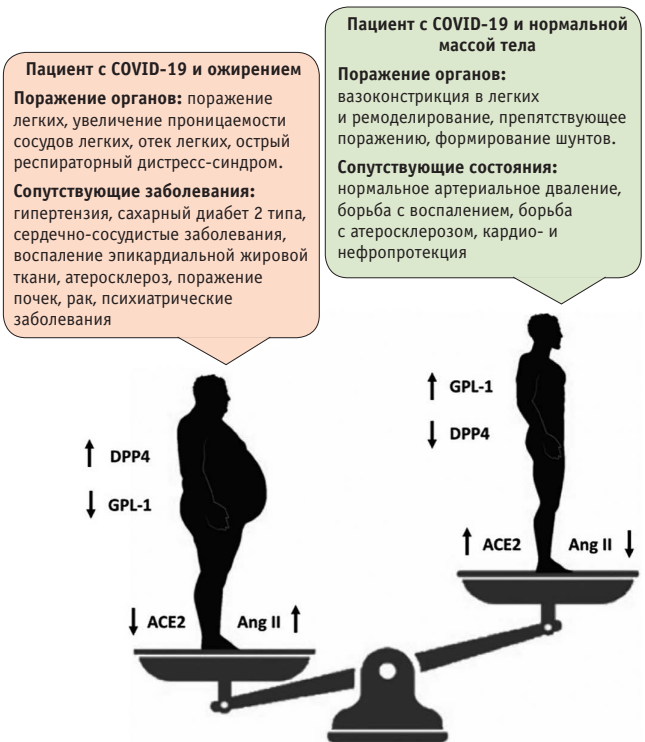 Пациент с COVID-19 и ожирением
Поражение органов: поражение
легких, увеличение проницаемости
сосудов легких, отек легких, острый
респираторный дистресс-синдром.
Сопутствующие заболевания:
гипертензия, сахарный диабет 2 типа,
сердечно-сосудистые заболевания,
воспаление эпикардиальной жировой
ткани, атеросклероз, поражение
почек, рак, психиатрические
заболевания
Пациент с COVID-19 и нормальной
массой тела
Поражение органов:
вазоконстрикция в легких
и ремоделирование, препятствующее
поражению, формирование шунтов.
Сопутствующие состояния:
нормальное артериальное дваление,
борьба с воспалением, борьба
с атеросклерозом, кардио- и
нефропротекция
↑ DPP4
↓ GPL-1
↓ ACE2 Ang II ↑
↑ GPL-1
↓ DPP4
↑ ACE2 Ang II ↓